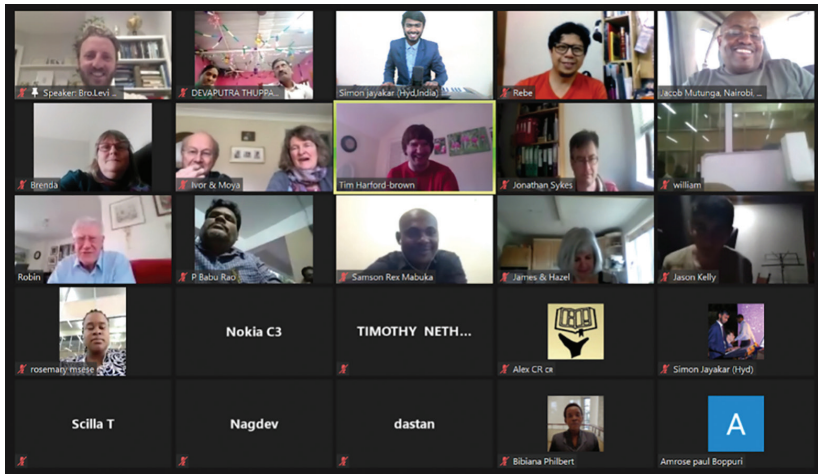 Speaker: Bro.Levi ...
DEVAPUTRA THUPPA...
Simon jayakar (Hyd,India)
Rebe
Jacob Mutunga, Nairobi, ...
Brenda
Ivor & Moya
Tim Harford-brown
Jonathan Sykes
william
Robin
P Babu Rao
Samson Rex Mabuka
James & Hazel
Jason Kelly
rosemary msese
Nokia C3
TIMOTHY NETH...
Alex CR
Simon Jayakar (Hyd)
Scilla T
Nagdev
dastan
Bibiana Philbert
A
Amrose paul Boppuri